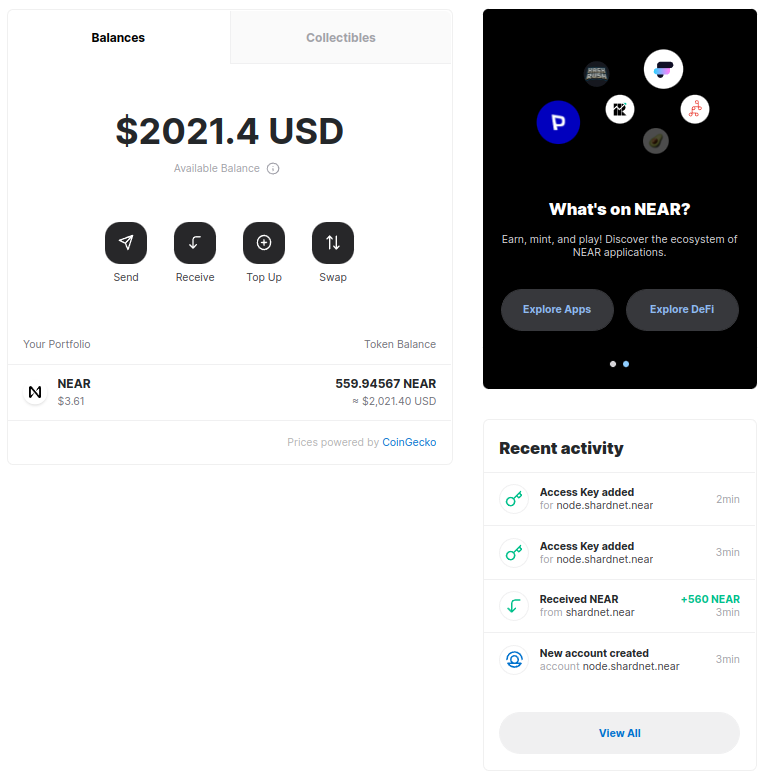 Balances
Collectibles
$2021.4 USD
Available Balance
Send
Receive
Top Up
Swap
Your Portfolio
Token Balance
NEAR
559.94567 NEAR
$3.61
≈ $2,021.40 USD
Prices powered by CoinGecko
P
What's on NEAR?
Earn, mint, and play! Discover the ecosystem of
NEAR applications.
Explore Apps
Explore DeFi
Recent activity
Access Key added
for node.shardnet.near
2min
Access Key added
for node.shardnet.near
3min
Received NEAR
+560 NEAR
from shardnet.near
3min
New account created
account node.shardnet.near
3min
View All